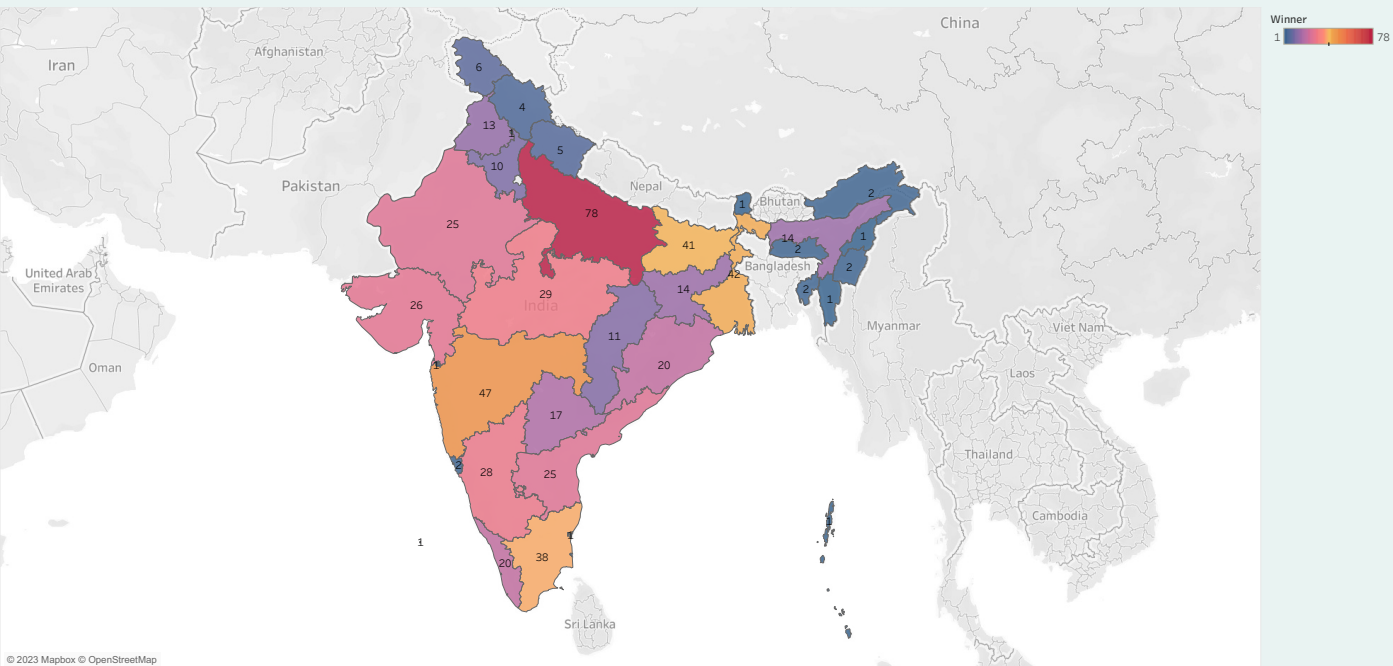 China
Winner
1
78
Afghanistan
Iran
6
4
13
1
5
10
Pakistan
Nepal
78
1
Bhutan
2
25
41
14
1
2
Bangladesh
2
42
United Arab
Emirates
26
29
India
14
2
1
11
Myanmar
Viet Nam
Oman
1
20
Laos
47
17
2
28
25
Thailand
1
Cambodia
1
1
38
20
Sri Lanka
© 2023 Mapbox © OpenStreetMap